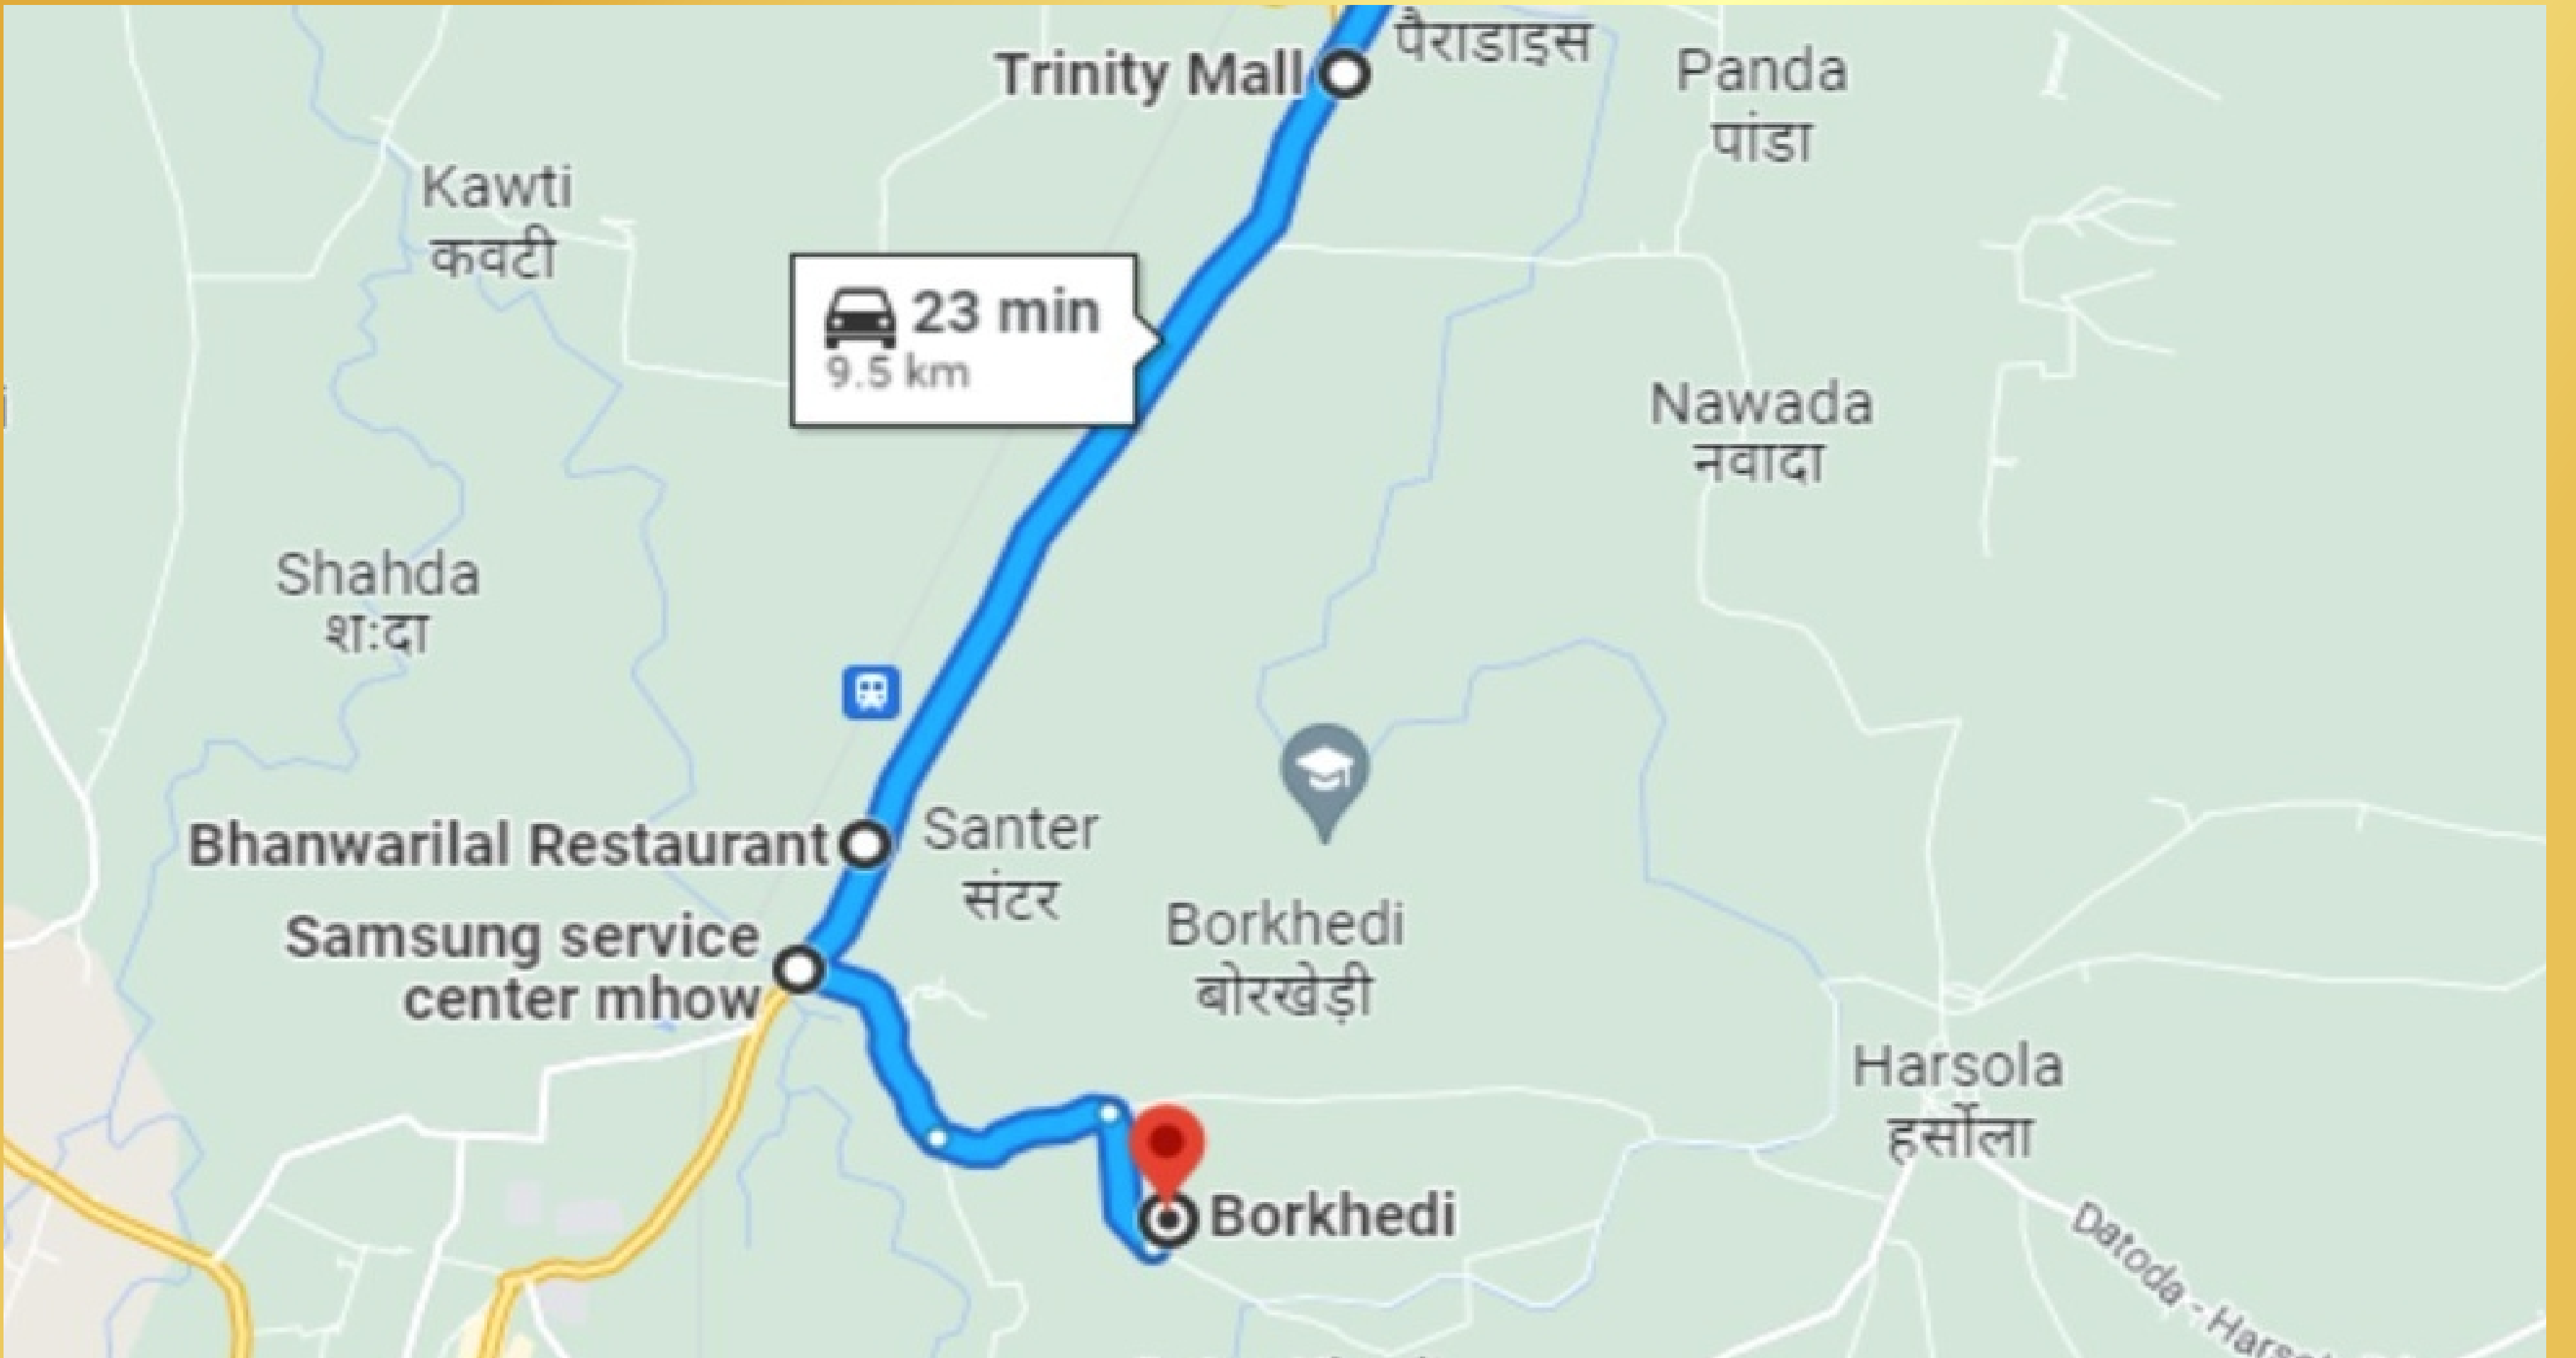 पैराडाइस
Trinity Mall
Panda
पांडा
Kawti
कवटी
23 min
9.5 km
Nawada
नवादा
Shahda
शःदा
Bhanwarilal Restaurant
Santer
संटर
Samsung service
center mhow
Borkhedi
बोरखेड़ी
Harsola
हर्सोला
Borkhedi
Datoda - Harsola